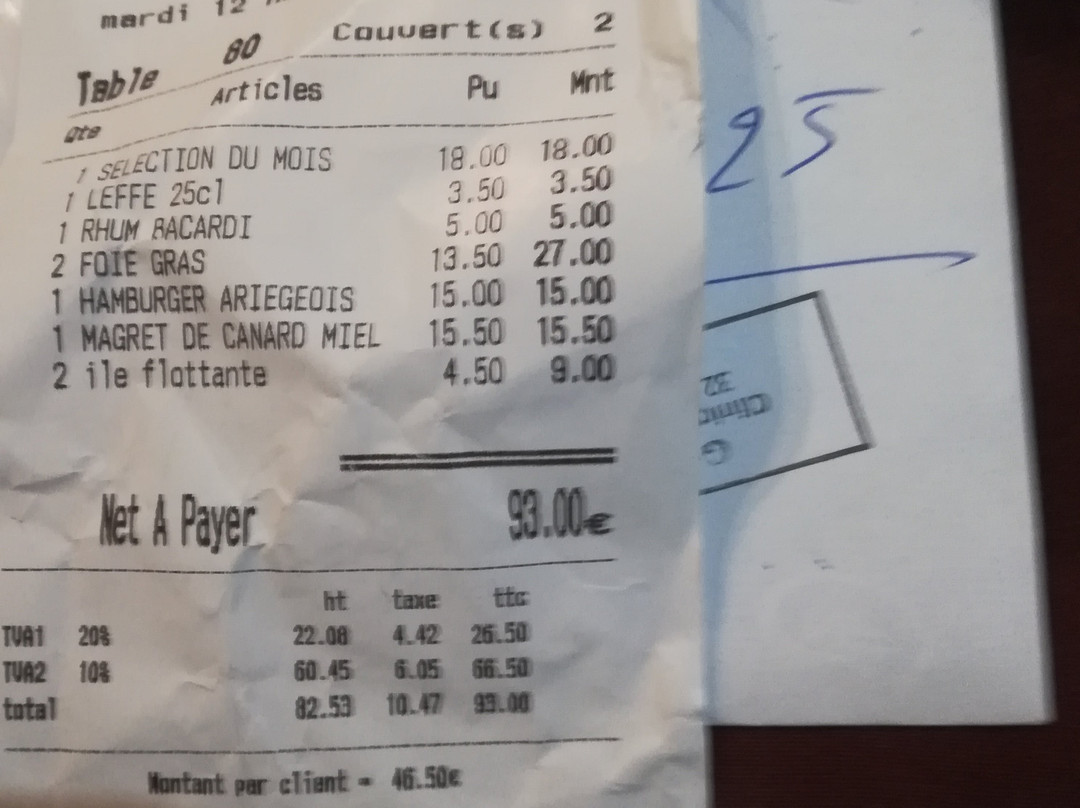 mardi 12
Table 80 Couvert(s) 2
Qte Articles Pu Mnt
1 SELECTION DU MOIS 18.00 18.00
1 LEFFE 25cl 3.50 3.50
1 RHUM BACARDI 5.00 5.00
2 FOIE GRAS 13.50 27.00
1 HAMBURGER ARIEGEOIS 15.00 15.00
1 MAGRET DE CANARD MIEL 15.50 15.50
2 ile flottante 4.50 9.00
Net A Payer 93.00€
ht taxe ttc
TVA1 20% 22.08 4.42 26.50
TVA2 10% 60.45 6.05 66.50
total 82.53 10.47 93.00
Montant par client = 46.50€
25
G
Clini
32